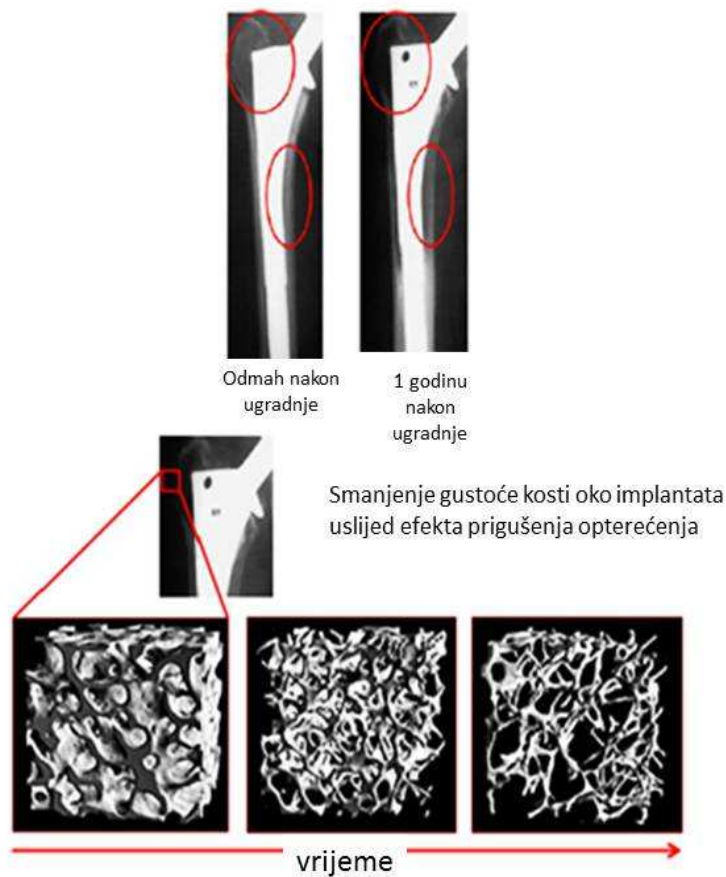 Odmah nakon
ugradnje
1 godinu
nakon
ugradnje
Smanjenje gustoće kosti oko implantata
uslijed efekta prigušenja opterećenja
vrijeme